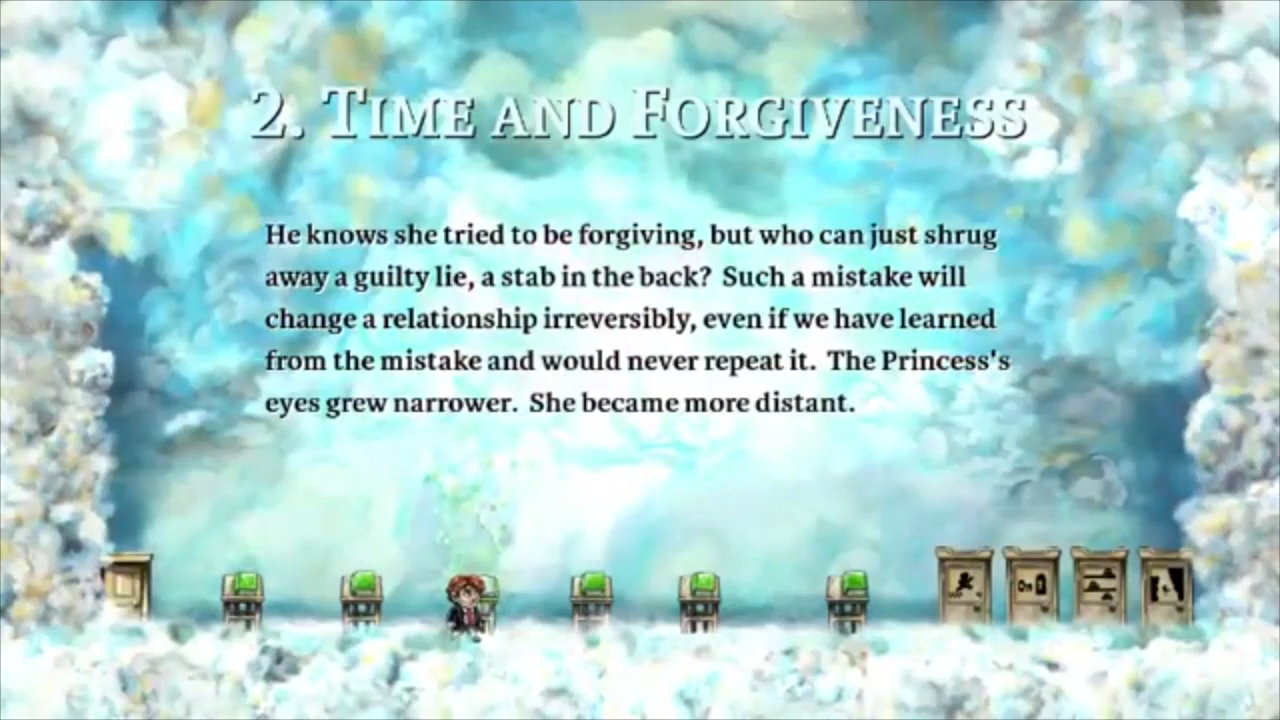 2. TIME AND FORGIVENESS
He knows she tried to be forgiving, but who can just shrug
away a guilty lie, a stab in the back?  Such a mistake will
change a relationship irreversibly, even if we have learned
from the mistake and would never repeat it.  The Princess's
eyes grew narrower.  She became more distant.